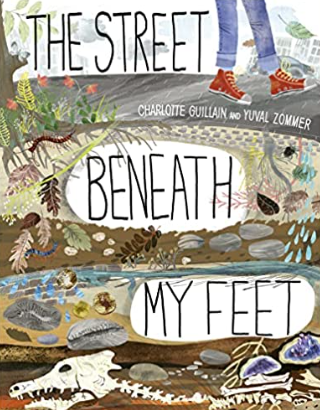 THE STREET
CHARLOTTE GUILLAIN AND YUVAL ZOMMER
BENEATH
MY FEET